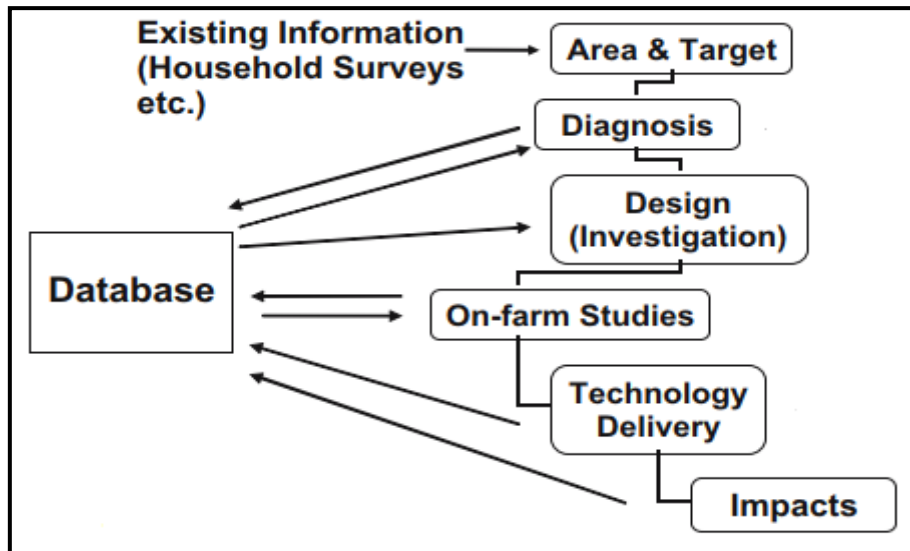 Existing Information
(Household Surveys
etc.)
Area & Target
Diagnosis
Design
(Investigation)
Database
On-farm Studies
Technology
Delivery
Impacts